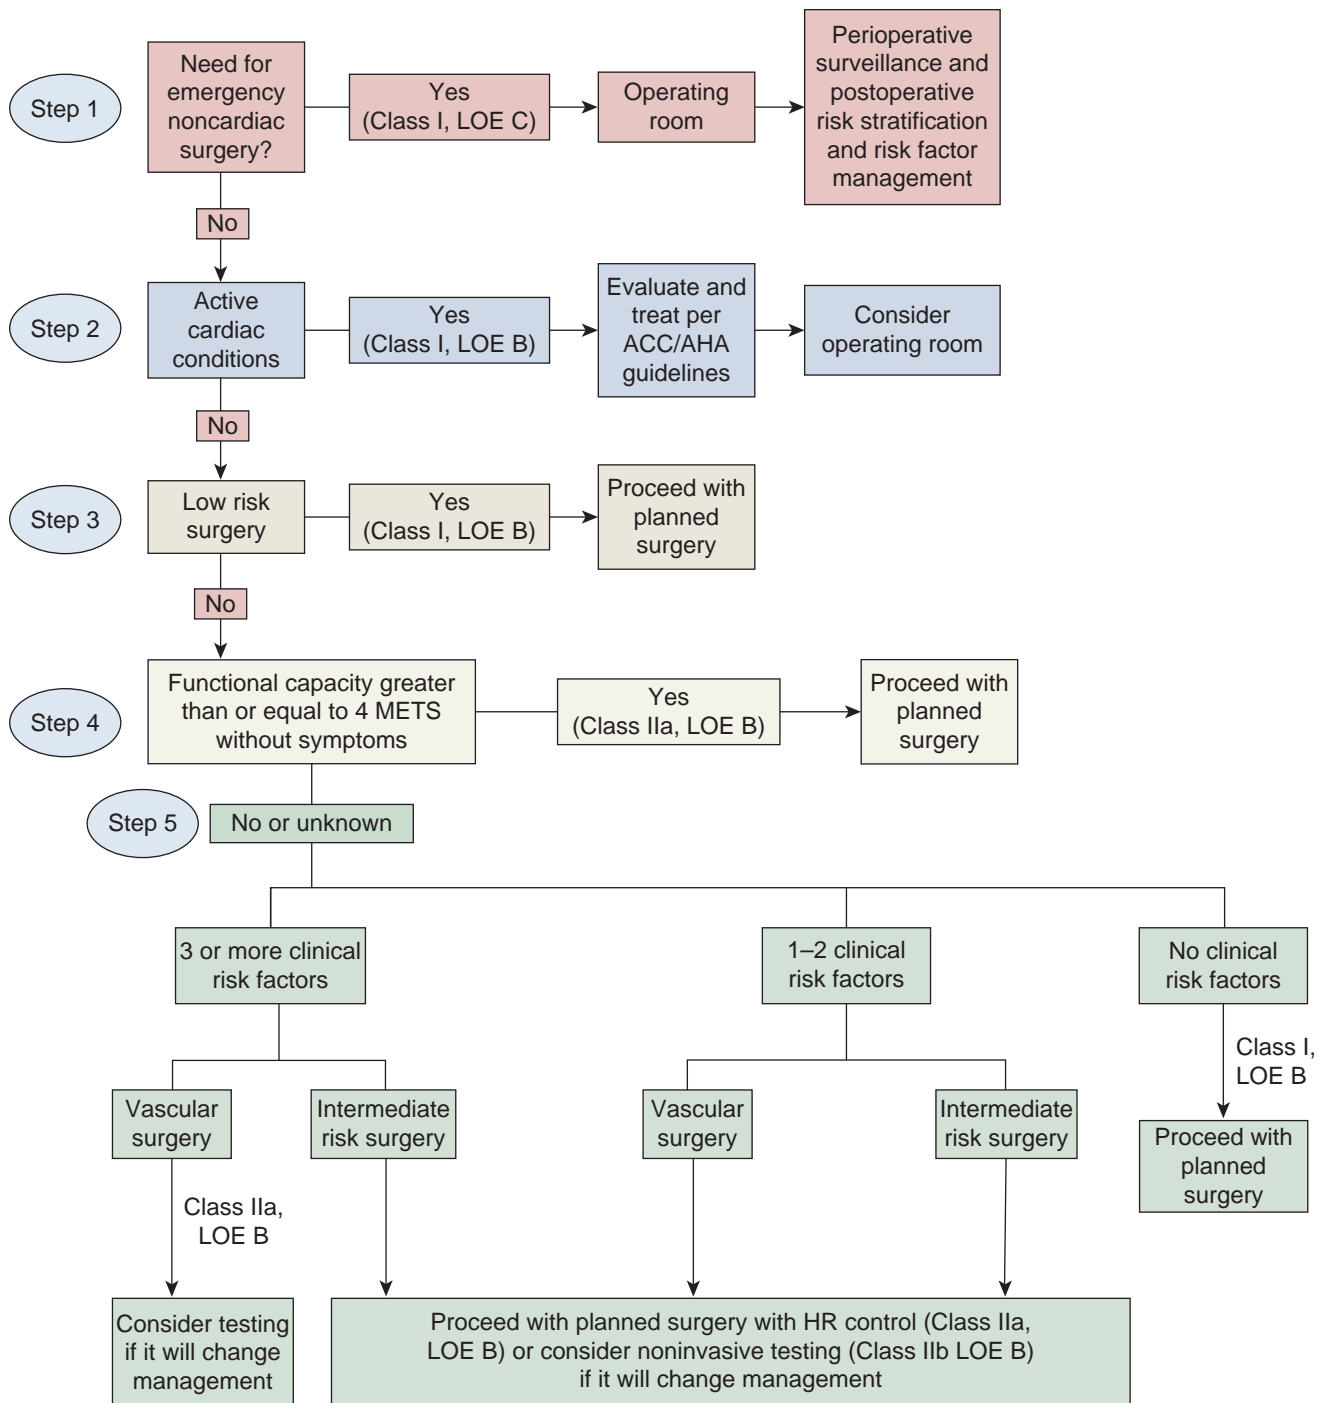 Step 1
Need for
emergency
noncardiac
surgery?
Yes
(Class I, LOE C)
Operating
room
Perioperative
surveillance and
postoperative
risk stratification
and risk factor
management
No
Step 2
Active
cardiac
conditions
Yes
(Class I, LOE B)
Evaluate and
treat per
ACC/AHA
guidelines
Consider
operating room
No
Step 3
Low risk
surgery
Yes
(Class I, LOE B)
Proceed with
planned
surgery
No
Step 4
Functional capacity greater
than or equal to 4 METS
without symptoms
Yes
(Class IIa, LOE B)
Proceed with
planned
surgery
Step 5
No or unknown
3 or more clinical
risk factors
1–2 clinical
risk factors
No clinical
risk factors
Class I,
LOE B
Vascular
surgery
Intermediate
risk surgery
Vascular
surgery
Intermediate
risk surgery
Proceed with
planned
surgery
Class IIa,
LOE B
Consider testing
if it will change
management
Proceed with planned surgery with HR control (Class IIa,
LOE B) or consider noninvasive testing (Class IIb LOE B)
if it will change management